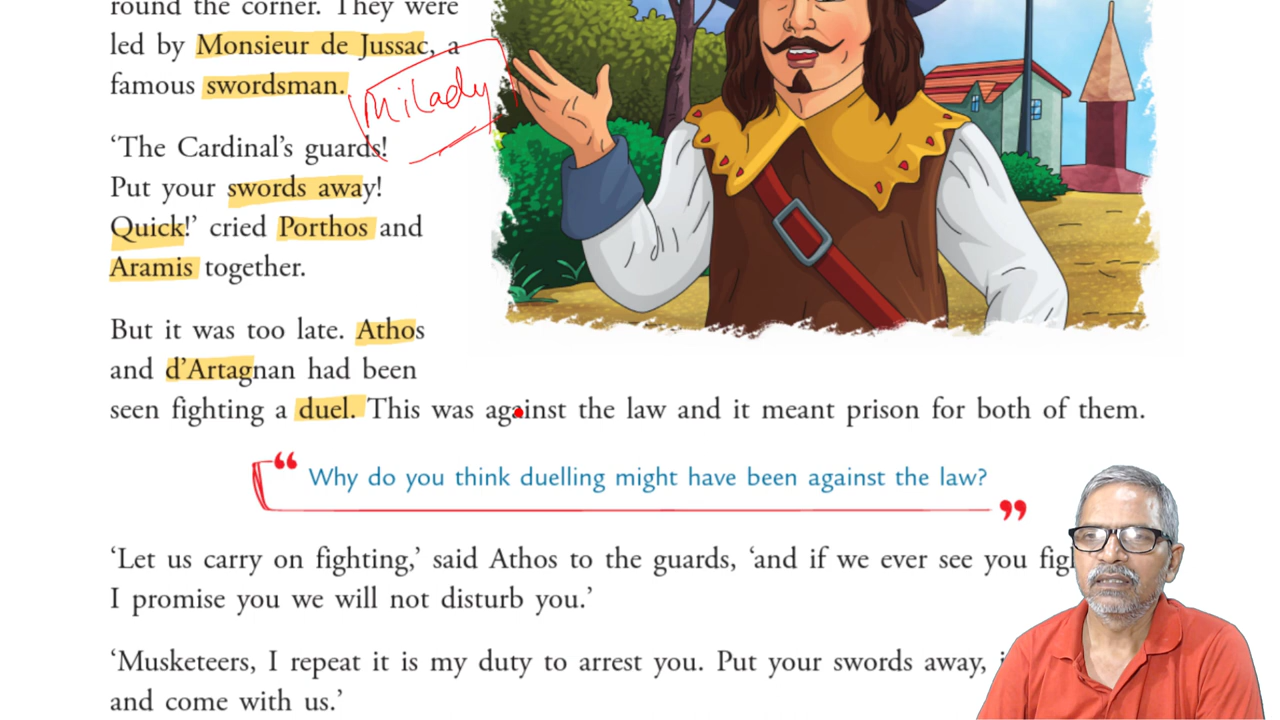 round the corner. They were
led by Monsieur de Jussac, a
famous swordsman.
Milady
‘The Cardinal’s guards!
Put your swords away!
Quick!’ cried Porthos and
Aramis together.
But it was too late. Athos
and d’Artagnan had been
seen fighting a duel. This was against the law and it meant prison for both of them.
“ Why do you think duelling might have been against the law? ”
‘Let us carry on fighting,’ said Athos to the guards, ‘and if we ever see you
I promise you we will not disturb you.’
‘Musketeers, I repeat it is my duty to arrest you. Put your swords away,
and come with us.’